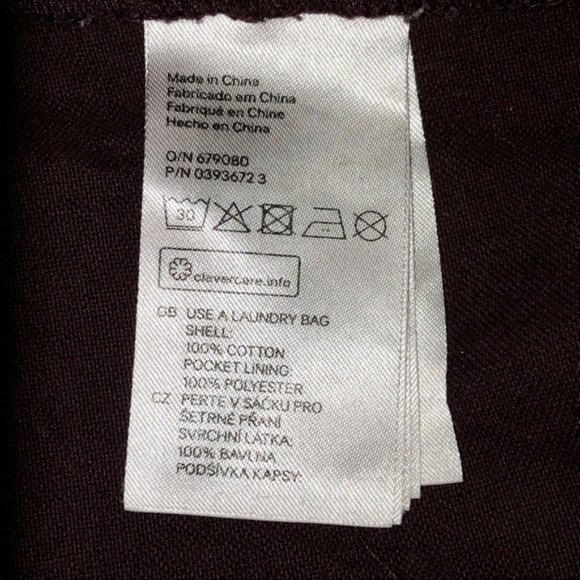 Made in China
Fabricado em China
Fabriqué en Chine
Hecho en China
O/N 679080
P/N 0393672 3
30
clevercare.info
GB USE A LAUNDRY BAG
SHELL:
100% COTTON
POCKET LINING
100% POLYESTER
CZ PERTE V SÁČKU PRO
ŠETRNÉ PRANÍ
SVRCHNÍ LÁTKA:
100% BAVLNA
PODŠÍVKA KAPSY: